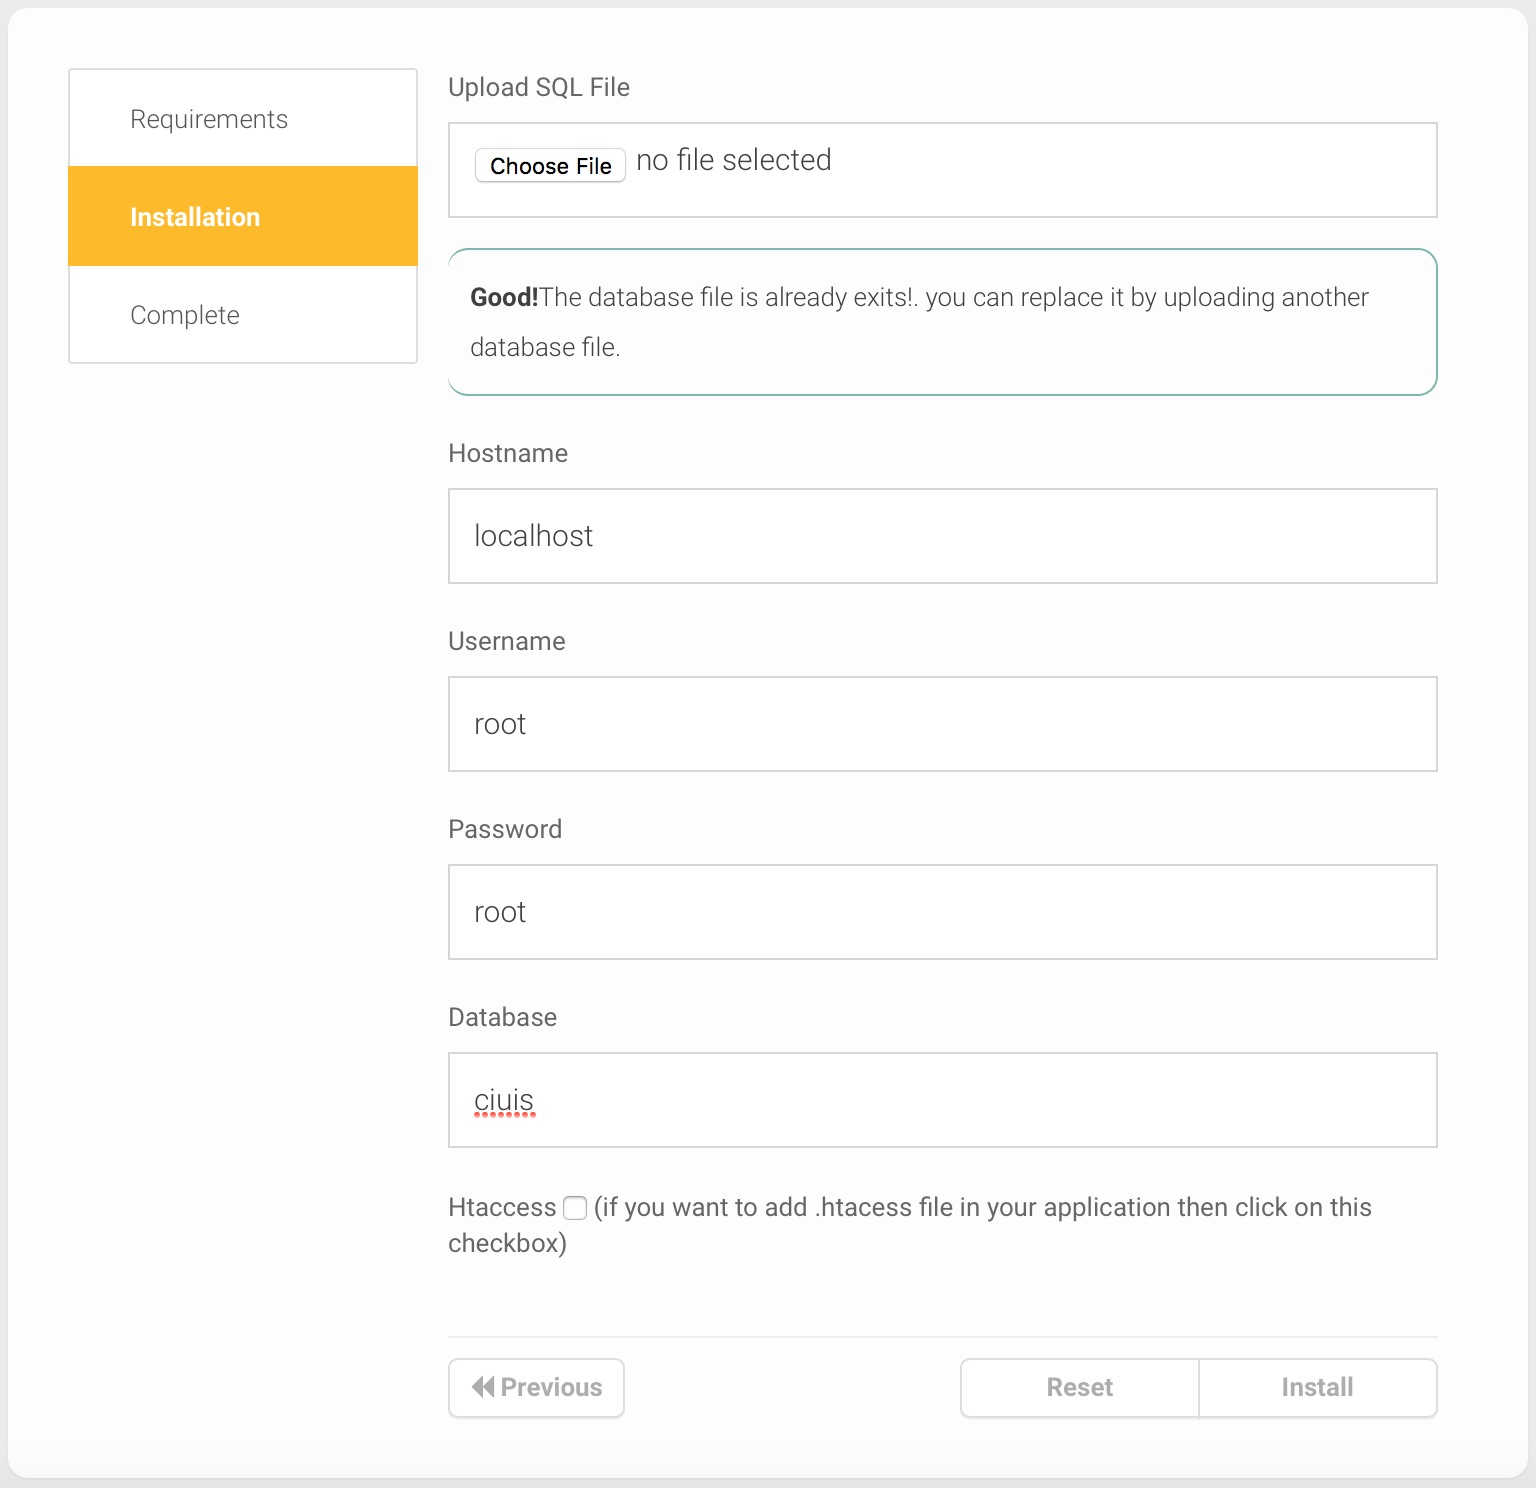 Requirements
Installation
Complete
Upload SQL File
Choose File no file selected
Good!The database file is already exits!. you can replace it by uploading another
database file.
Hostname
localhost
Username
root
Password
root
Database
ciuis
Htaccess (if you want to add .htacess file in your application then click on this
checkbox)
Previous
Reset
Install